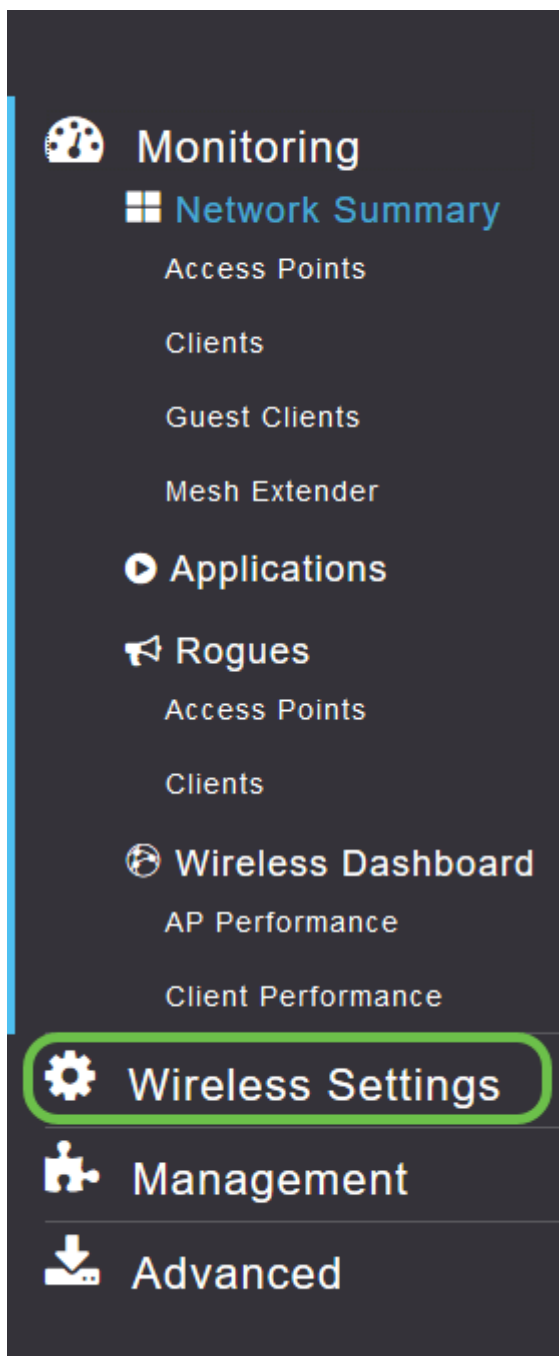 Monitoring
Network Summary
Access Points
Clients
Guest Clients
Mesh Extender
Applications
Rogues
Access Points
Clients
Wireless Dashboard
AP Performance
Client Performance
Wireless Settings
Management
Advanced